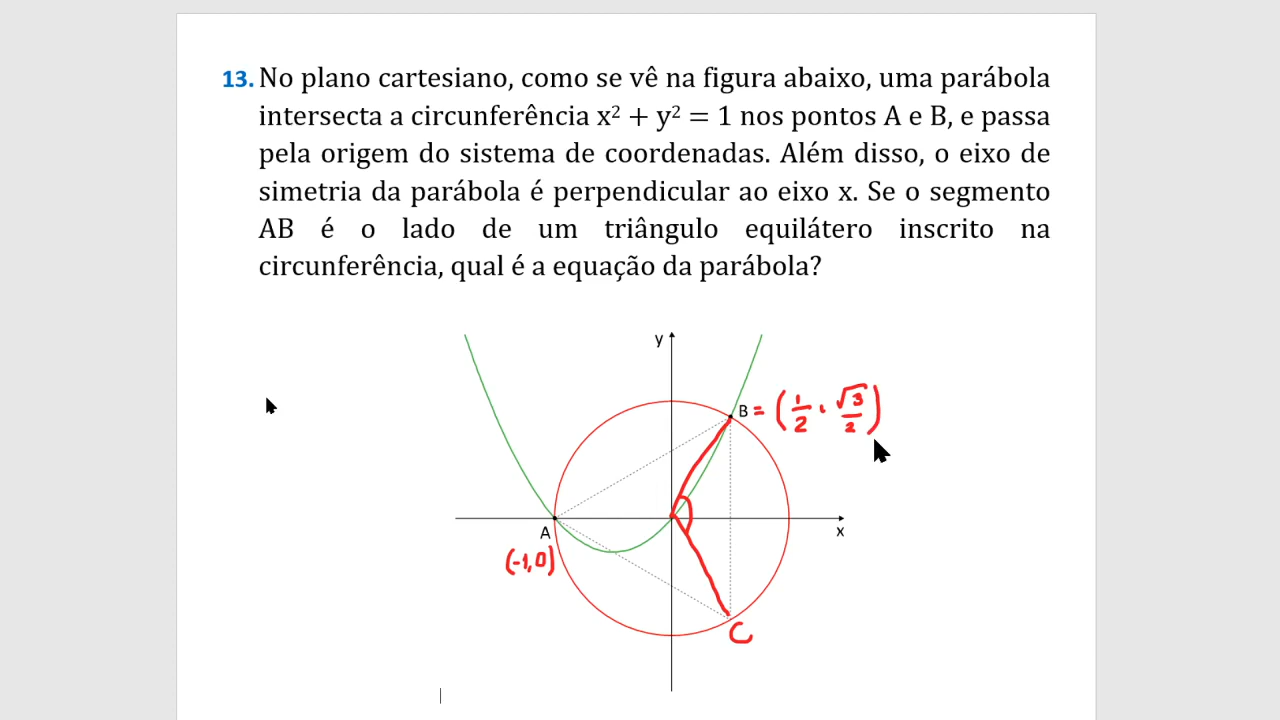 13. No plano cartesiano, como se vê na figura abaixo, uma parábola
intersecta a circunferência x² + y² = 1 nos pontos A e B, e passa
pela origem do sistema de coordenadas. Além disso, o eixo de
simetria da parábola é perpendicular ao eixo x. Se o segmento
AB é o lado de um triângulo equilátero inscrito na
circunferência, qual é a equação da parábola?
y
B = (1/2, √3/2)
A
x
(-1,0)
C